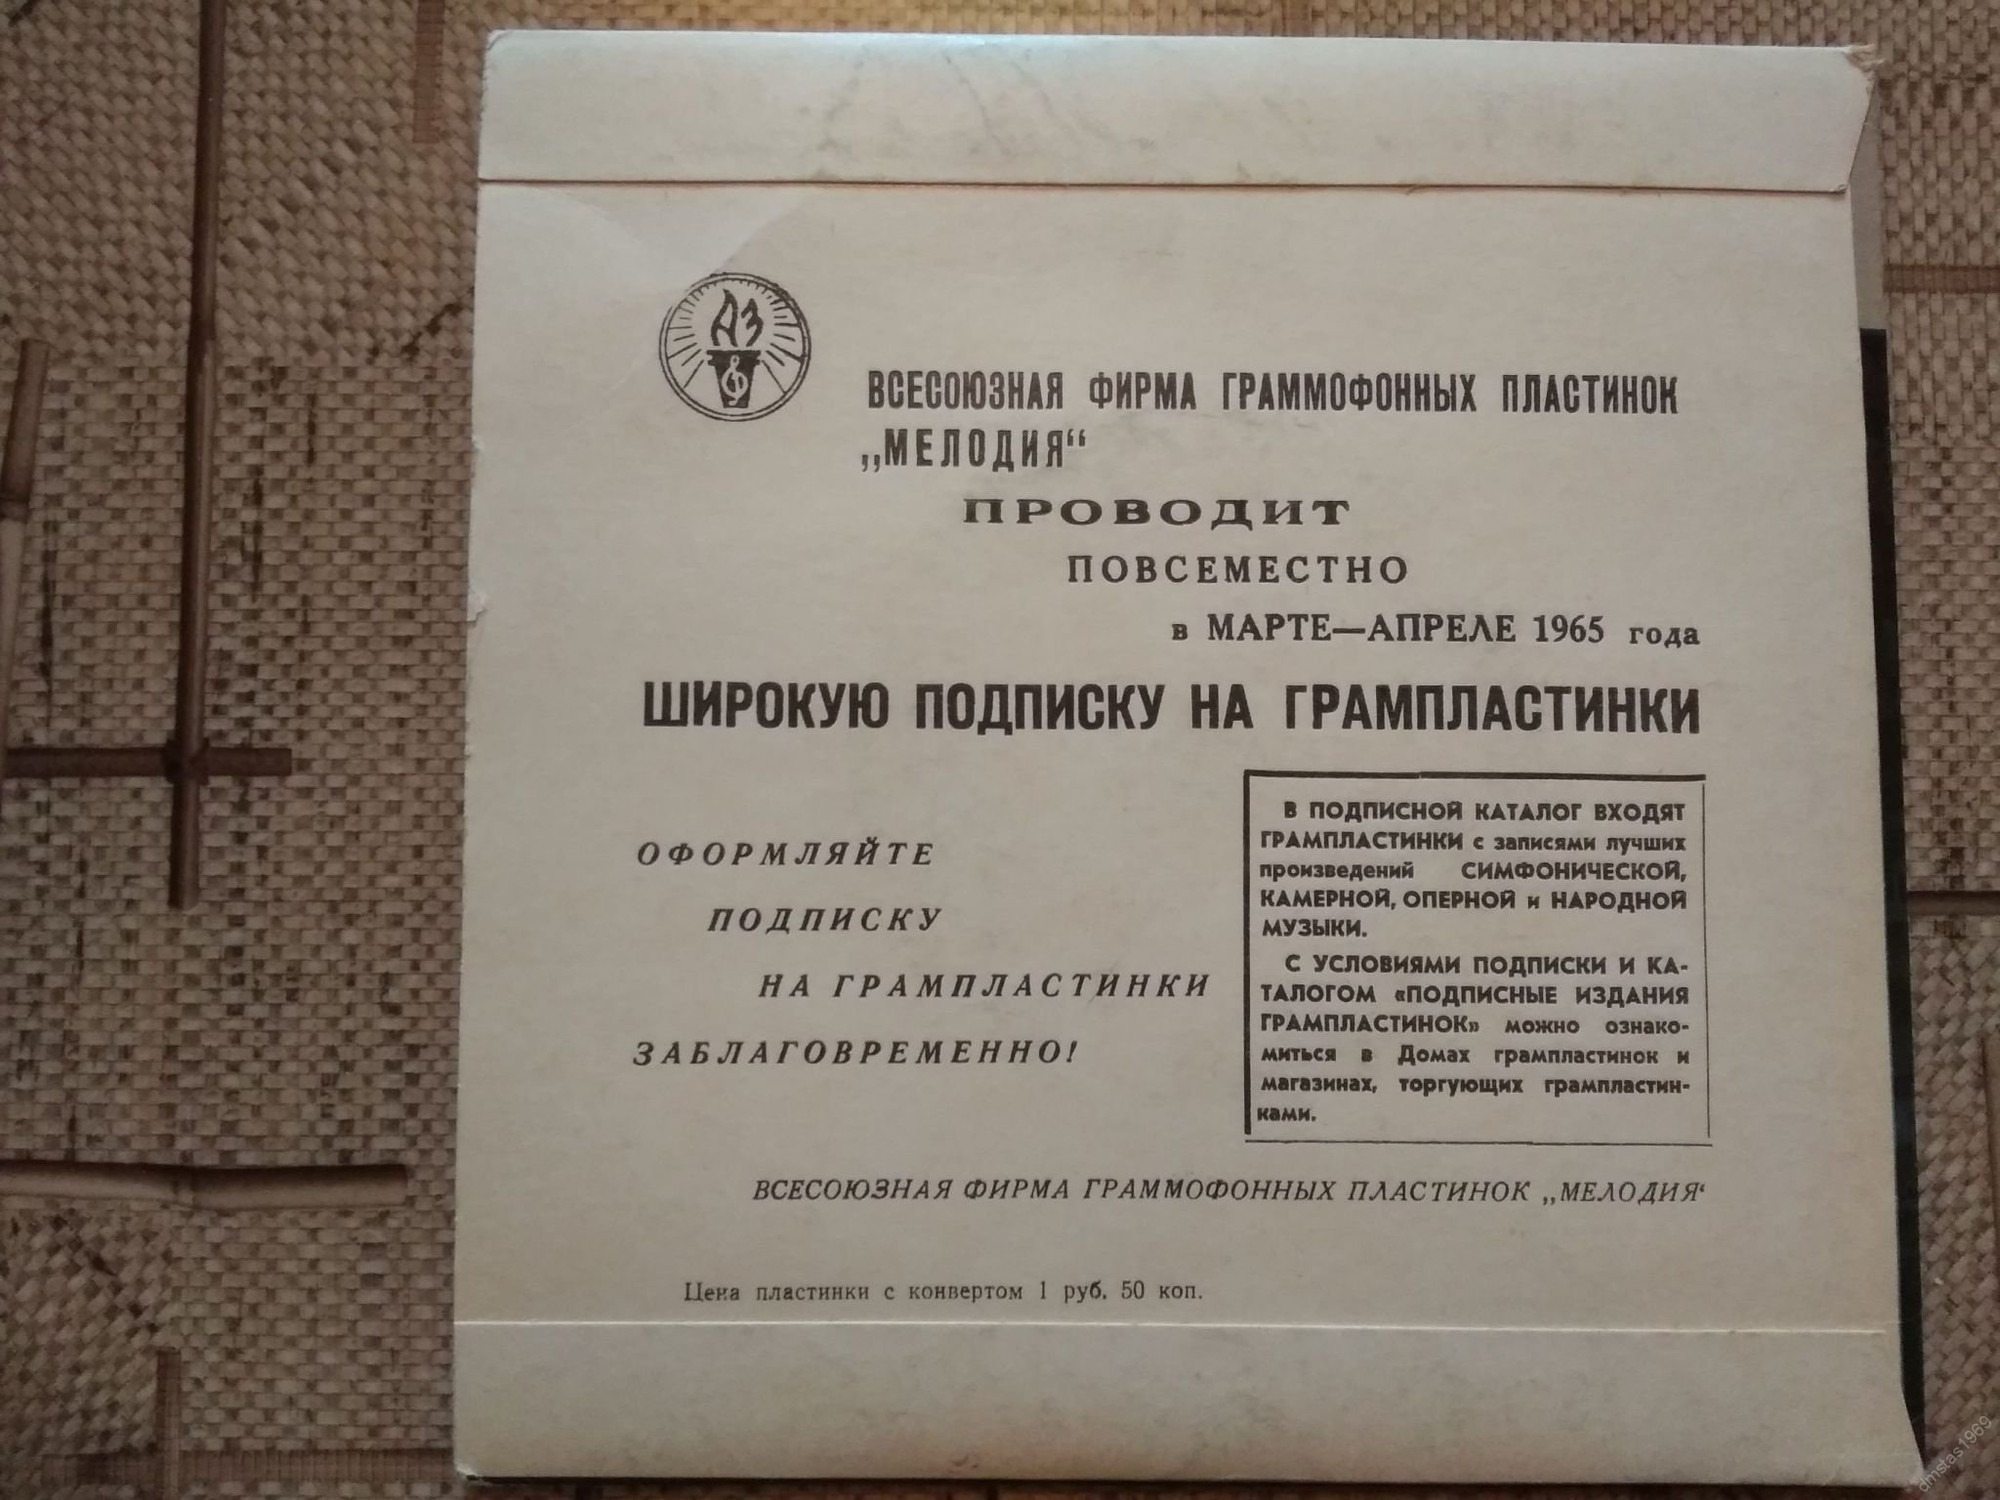 АЗ
ВСЕСОЮЗНАЯ ФИРМА ГРАММОФОННЫХ ПЛАСТИНОК
„МЕЛОДИЯ“
ПРОВОДИТ
ПОВСЕМЕСТНО
в МАРТЕ—АПРЕЛЕ 1965 года
ШИРОКУЮ ПОДПИСКУ НА ГРАМПЛАСТИНКИ
ОФОРМЛЯЙТЕ
ПОДПИСКУ
НА ГРАМПЛАСТИНКИ
ЗАБЛАГОВРЕМЕННО!
В ПОДПИСНОЙ КАТАЛОГ ВХОДЯТ
ГРАМПЛАСТИНКИ с записями лучших
произведений СИМФОНИЧЕСКОЙ,
КАМЕРНОЙ, ОПЕРНОЙ и НАРОДНОЙ
МУЗЫКИ.
С УСЛОВИЯМИ ПОДПИСКИ И КА-
ТАЛОГОМ «ПОДПИСНЫЕ ИЗДАНИЯ
ГРАМПЛАСТИНОК» можно ознако-
миться в Домах грампластинок и
магазинах, торгующих грампластин-
ками.
ВСЕСОЮЗНАЯ ФИРМА ГРАММОФОННЫХ ПЛАСТИНОК „МЕЛОДИЯ‘
Цена пластинки с конвертом 1 руб. 50 коп.
dmstas1969